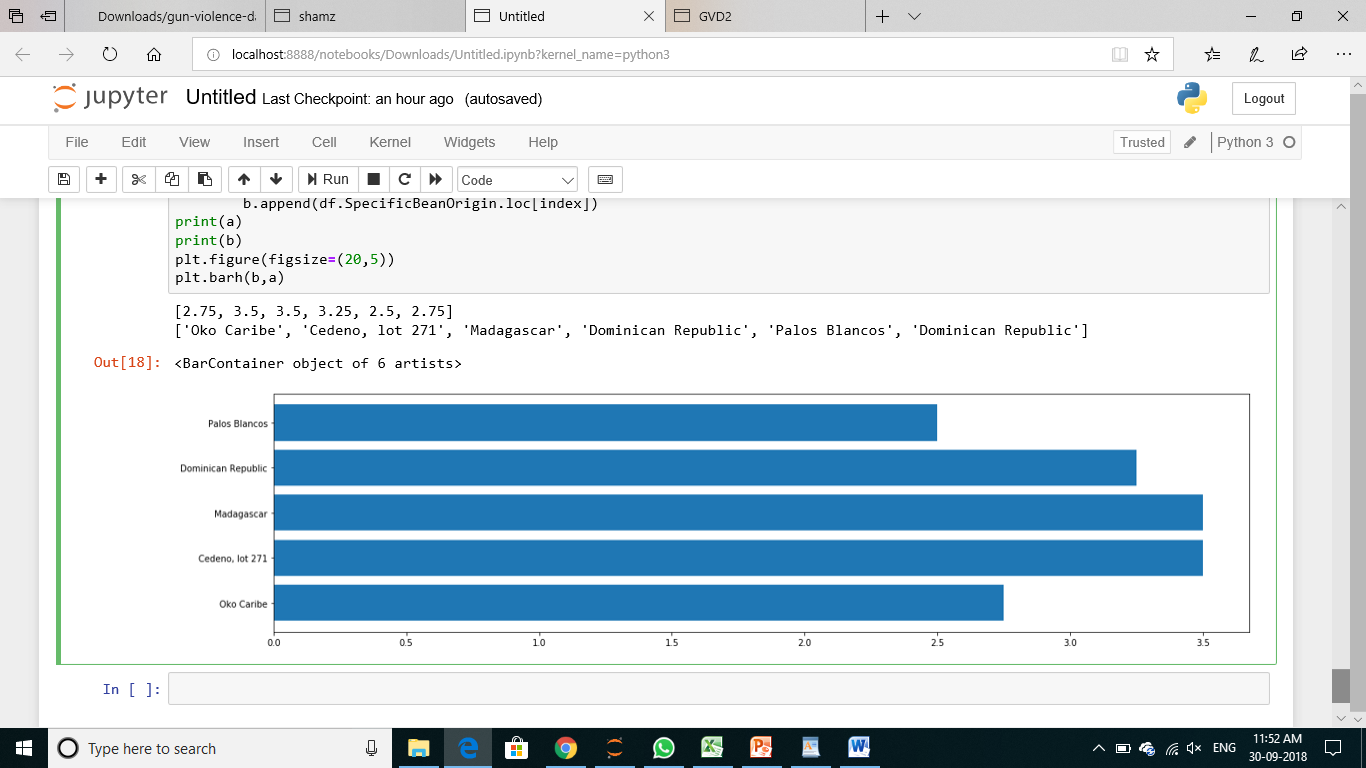 Downloads/gun-violence-da
shamz
Untitled
GVD2
localhost:8888/notebooks/Downloads/Untitled.ipynb?kernel_name=python3
jupyter Untitled Last Checkpoint: an hour ago (autosaved)
Logout
File Edit View Insert Cell Kernel Widgets Help
Trusted
Python 3
Run
Code
b.append(df.SpecificBeanOrigin.loc[index])
print(a)
print(b)
plt.figure(figsize=(20,5))
plt.barh(b,a)
[2.75, 3.5, 3.5, 3.25, 2.5, 2.75]
['Oko Caribe', 'Cedeno, lot 271', 'Madagascar', 'Dominican Republic', 'Palos Blancos', 'Dominican Republic']
Out[18]: <BarContainer object of 6 artists>
Palos Blancos
Dominican Republic
Madagascar
Cedeno, lot 271
Oko Caribe
0.0 0.5 1.0 1.5 2.0 2.5 3.0 3.5
In [ ]:
Type here to search
ENG
11:52 AM
30-09-2018